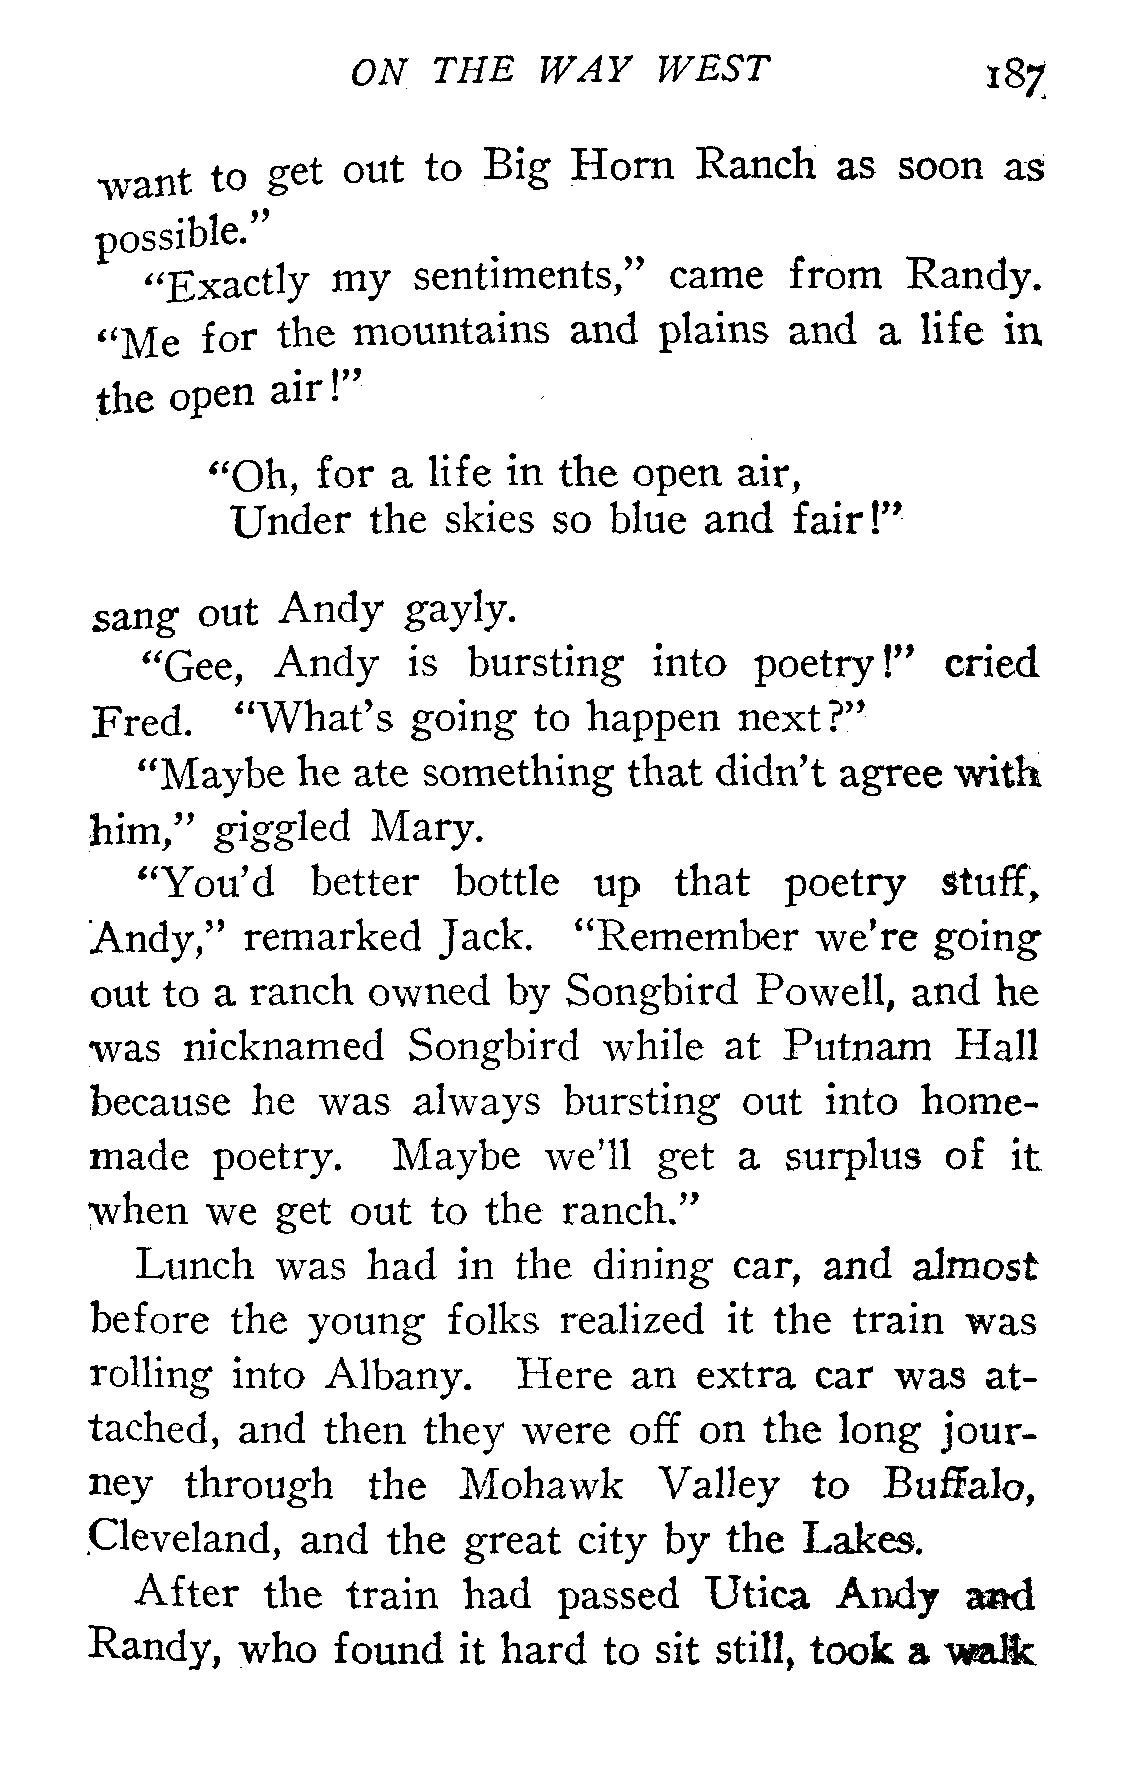 ON THE WAY WEST 187
want to get out to Big Horn Ranch as soon as
possible.”
“Exactly my sentiments,” came from Randy.
“Me for the mountains and plains and a life in
the open air!”
“Oh, for a life in the open air,
Under the skies so blue and fair!”
sang out Andy gayly.
“Gee, Andy is bursting into poetry!” cried
Fred. “What’s going to happen next?”
“Maybe he ate something that didn’t agree with
him,” giggled Mary.
“You’d better bottle up that poetry stuff,
Andy,” remarked Jack. “Remember we’re going
out to a ranch owned by Songbird Powell, and he
was nicknamed Songbird while at Putnam Hall
because he was always bursting out into home-
made poetry. Maybe we’ll get a surplus of it
when we get out to the ranch.”
Lunch was had in the dining car, and almost
before the young folks realized it the train was
rolling into Albany. Here an extra car was at-
tached, and then they were off on the long jour-
ney through the Mohawk Valley to Buffalo,
Cleveland, and the great city by the Lakes.
After the train had passed Utica Andy and
Randy, who found it hard to sit still, took a walk